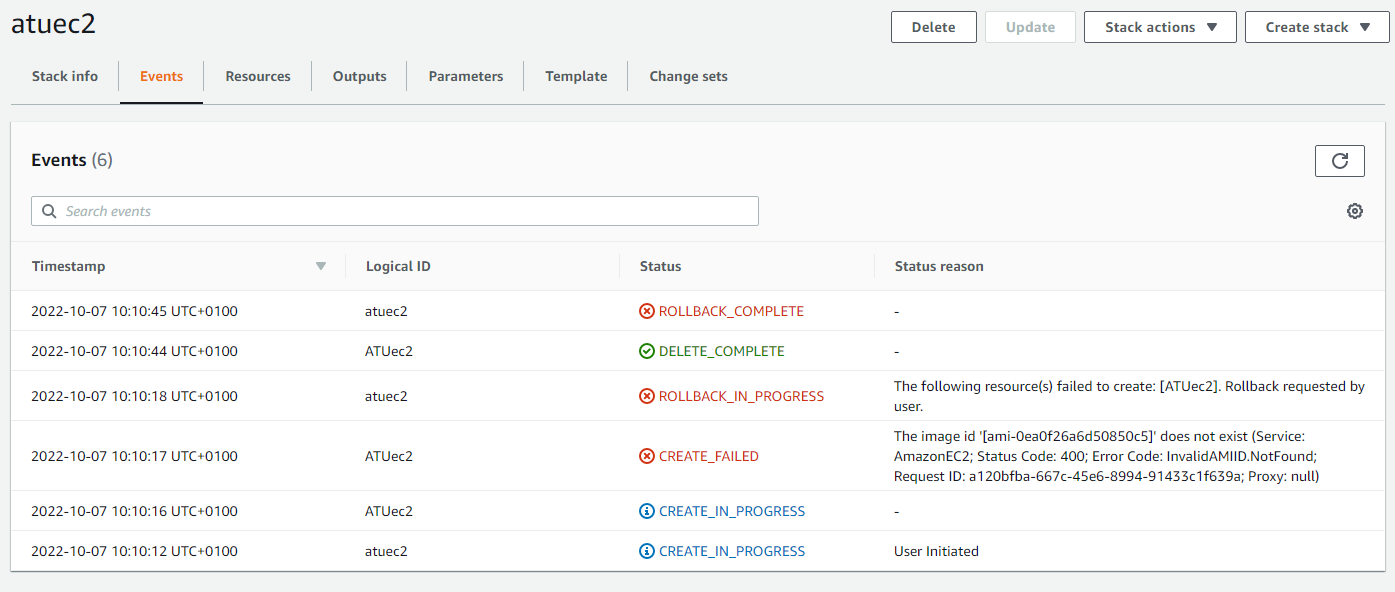 atuec2
Delete Update Stack actions Create stack
Stack info Events Resources Outputs Parameters Template Change sets
Events (6)
Search events
Timestamp Logical ID Status Status reason
2022-10-07 10:10:45 UTC+0100 atuec2 ROLLBACK_COMPLETE -
2022-10-07 10:10:44 UTC+0100 ATUec2 DELETE_COMPLETE -
2022-10-07 10:10:18 UTC+0100 atuec2 ROLLBACK_IN_PROGRESS The following resource(s) failed to create: [ATUec2]. Rollback requested by
user.
2022-10-07 10:10:17 UTC+0100 ATUec2 CREATE_FAILED The image id '[ami-0ea0f26a6d50850c5]' does not exist (Service:
AmazonEC2; Status Code: 400; Error Code: InvalidAMIID.NotFound;
Request ID: a120bfba-667c-45e6-8994-91433c1f639a; Proxy: null)
2022-10-07 10:10:16 UTC+0100 ATUec2 CREATE_IN_PROGRESS -
2022-10-07 10:10:12 UTC+0100 atuec2 CREATE_IN_PROGRESS User Initiated